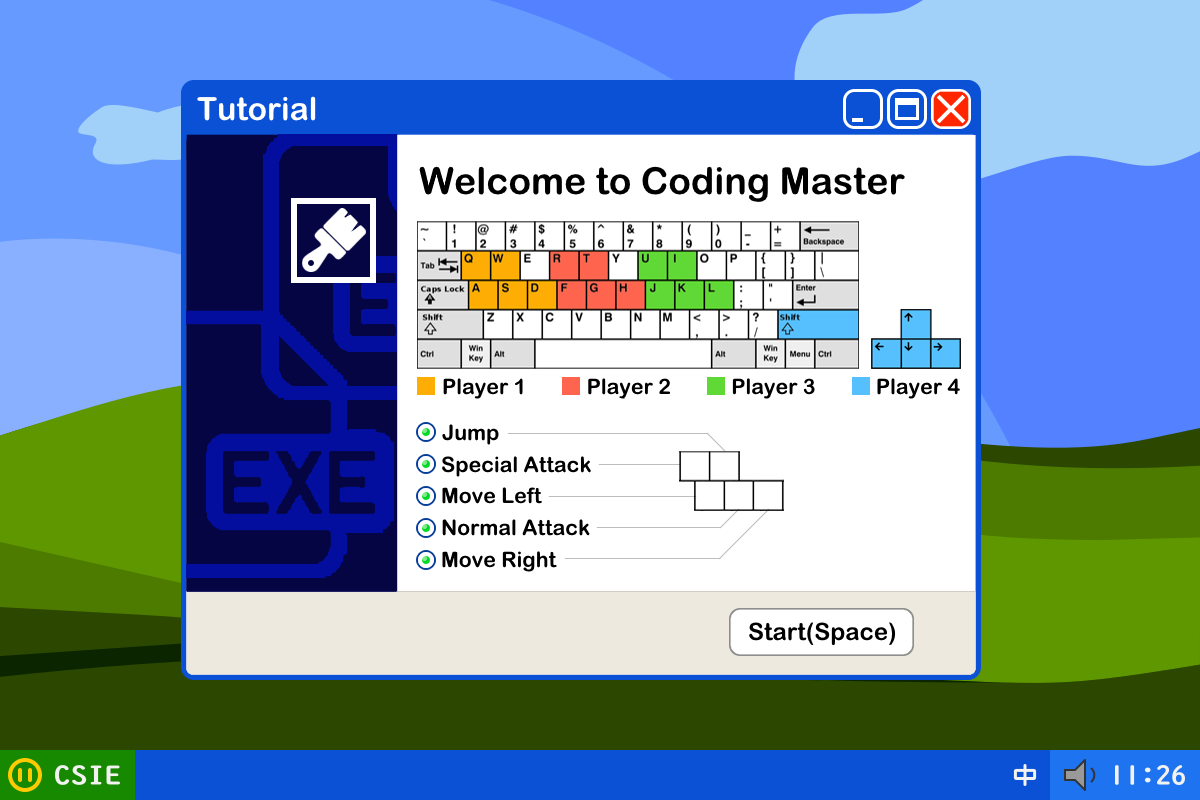 Tutorial
Welcome to Coding Master
~ ! @ # $ % ^ & * ( ) _ +
` 1 2 3 4 5 6 7 8 9 0 - = Backspace
Tab Q W E R T Y U I O P { } |
[ ] \
Caps Lock A S D F G H J K L : " Enter
; '
Shift Z X C V B N M < > ? Shift
, . /
Ctrl Win Key Alt Alt Win Key Menu Ctrl
Player 1 Player 2 Player 3 Player 4
Jump
Special Attack
Move Left
Normal Attack
Move Right
E
EXE
Start(Space)
CSIE 中 11:26